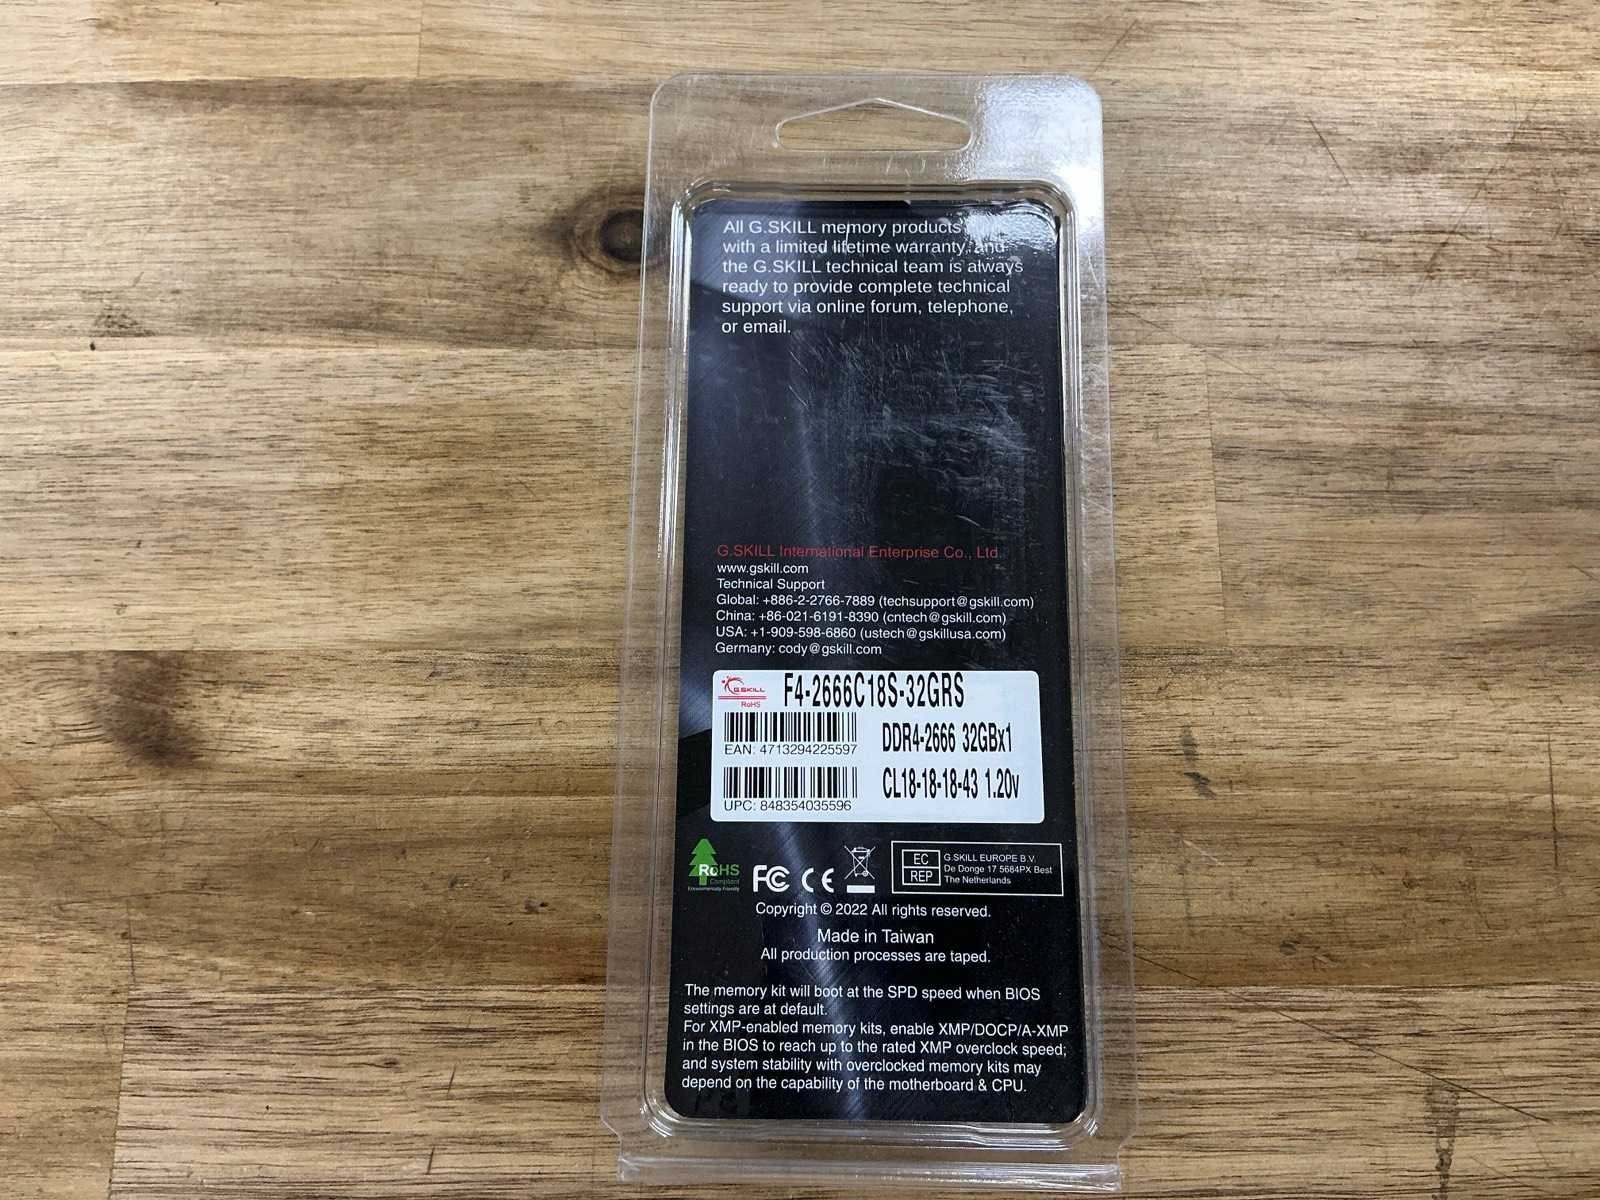 All G.SKILL memory products
with a limited lifetime warranty, and
the G.SKILL technical team is always
ready to provide complete technical
support via online forum, telephone,
or email.
G.SKILL International Enterprise Co., Ltd.
www.gskill.com
Technical Support
Global: +886-2-2766-7889 (techsupport@gskill.com)
China: +86-021-6191-8390 (cntech@gskill.com)
USA: +1-909-598-6860 (ustech@gskillusa.com)
Germany: cody@gskill.com
G.SKILL
RoHS
F4-2666C18S-32GRS
EAN: 4713294225597
DDR4-2666 32GBx1
UPC: 848354035596
CL18-18-18-43 1.20v
RoHS
Compliant
Environmentally Friendly
FC CE
EC
REP
G.SKILL EUROPE B.V.
De Donge 17 5684PX Best
The Netherlands
Copyright © 2022 All rights reserved.
Made in Taiwan
All production processes are taped.
The memory kit will boot at the SPD speed when BIOS
settings are at default.
For XMP-enabled memory kits, enable XMP/DOCP/A-XMP
in the BIOS to reach up to the rated XMP overclock speed;
and system stability with overclocked memory kits may
depend on the capability of the motherboard & CPU.